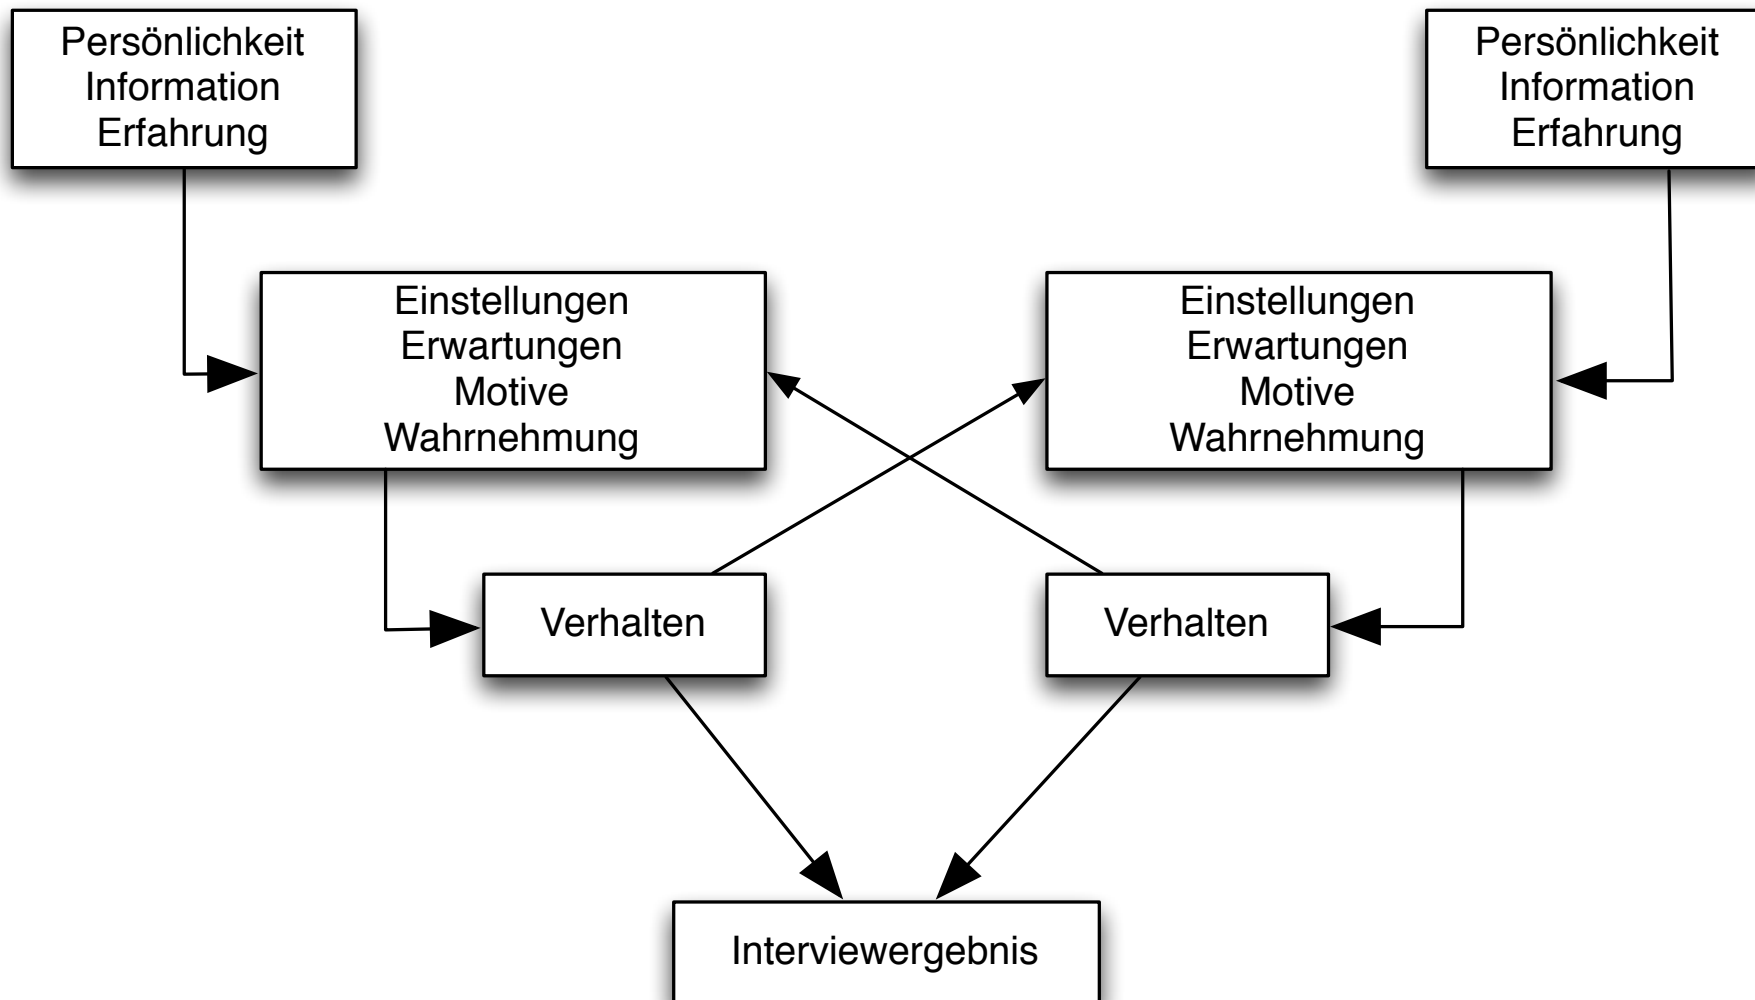 Persönlichkeit
Information
Erfahrung
Persönlichkeit
Information
Erfahrung
Einstellungen
Erwartungen
Motive
Wahrnehmung
Einstellungen
Erwartungen
Motive
Wahrnehmung
Verhalten
Verhalten
Interviewergebnis